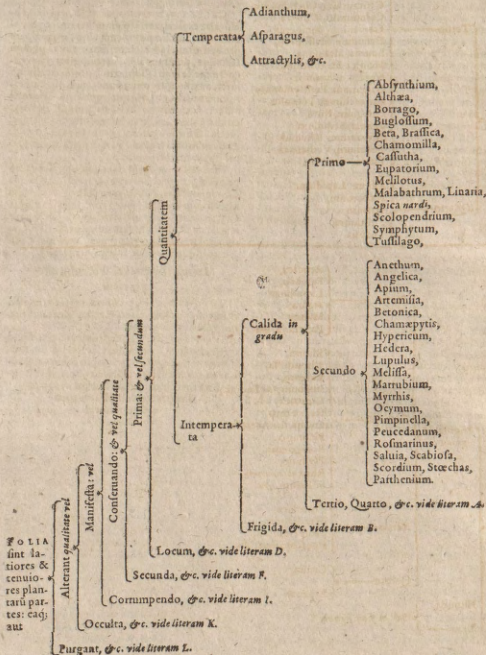 FOLIA
sint la-
tiores &
tenuio-
res plan-
tarũ par-
tes: eaq;
aut
Alterant qualitate vel
Manifesta: vel
Conseruando: & vel qualitate
Prima: & vel secundum
Quantitatem
Temperata
Adianthum,
Asparagus,
Attractylis, &c.
Intempera-
ta
Calida in
gradu
Primo
Absynthium,
Althæa,
Borrago,
Buglossum,
Beta, Brassica,
Chamomilla,
Cassutha,
Eupatorium,
Melilotus,
Malabathrum, Linaria,
Spica nardi,
Scolopendrium,
Symphytum,
Tussilago,
Secundo
Anethum,
Angelica,
Apium,
Artemisia,
Betonica,
Chamæpytis,
Hypericum,
Hedera,
Lupulus,
Melissa,
Marrubium,
Myrrhis,
Ocymum,
Pimpinella,
Peucedanum,
Rosmarinus,
Saluia, Scabiosa,
Scordium, Stœchas,
Parthenium.
Tertio, Quarto, &c. vide literam A.
Frigida, &c. vide literam B.
Locum, &c. vide literam D.
Secunda, &c. vide literam F.
Corrumpendo, &c. vide literam I.
Occulta, &c. vide literam K.
Purgant, &c. vide literam L.